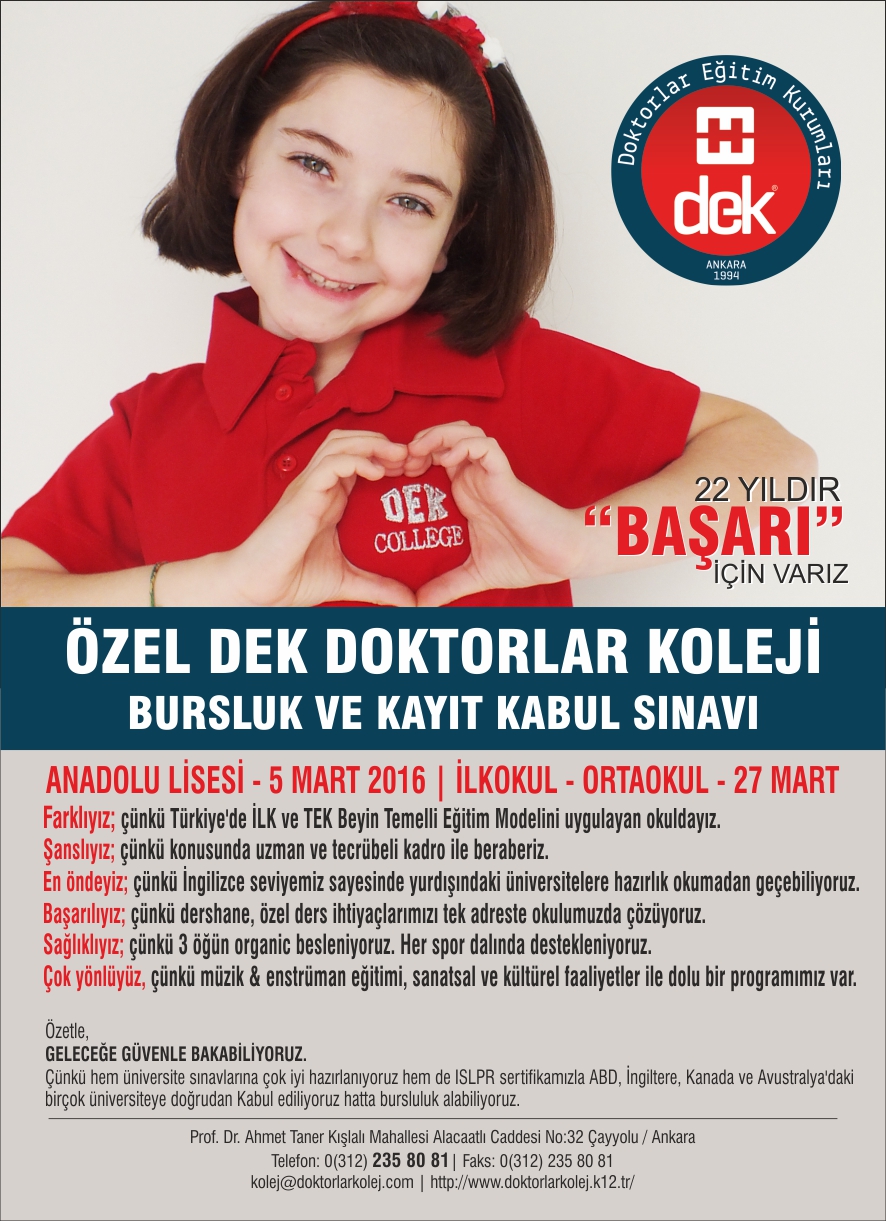 Doktorlar Eğitim Kurumları
dek®
ANKARA
1994
DEK
COLLEGE
22 YILDIR
“BAŞARI”
İÇİN VARIZ
ÖZEL DEK DOKTORLAR KOLEJİ
BURSLUK VE KAYIT KABUL SINAVI
ANADOLU LİSESİ - 5 MART 2016 | İLKOKUL - ORTAOKUL - 27 MART
Farklıyız; çünkü Türkiye'de İLK ve TEK Beyin Temelli Eğitim Modelini uygulayan okuldayız.
Şanslıyız; çünkü konusunda uzman ve tecrübeli kadro ile beraberiz.
En öndeyiz; çünkü İngilizce seviyemiz sayesinde yurdışındaki üniversitelere hazırlık okumadan geçebiliyoruz.
Başarılıyız; çünkü dershane, özel ders ihtiyaçlarımızı tek adreste okulumuzda çözüyoruz.
Sağlıklıyız; çünkü 3 öğün organic besleniyoruz. Her spor dalında destekleniyoruz.
Çok yönlüyüz, çünkü müzik & enstrüman eğitimi, sanatsal ve kültürel faaliyetler ile dolu bir programımız var.
Özetle,
GELECEĞE GÜVENLE BAKABİLİYORUZ.
Çünkü hem üniversite sınavlarına çok iyi hazırlanıyoruz hem de ISLPR sertifikamızla ABD, İngiltere, Kanada ve Avustralya'daki
birçok üniversiteye doğrudan Kabul ediliyoruz hatta bursluluk alabiliyoruz.
Prof. Dr. Ahmet Taner Kışlalı Mahallesi Alacaatlı Caddesi No:32 Çayyolu / Ankara
Telefon: 0(312) 235 80 81| Faks: 0(312) 235 80 81
kolej@doktorlarkolej.com | http://www.doktorlarkolej.k12.tr/